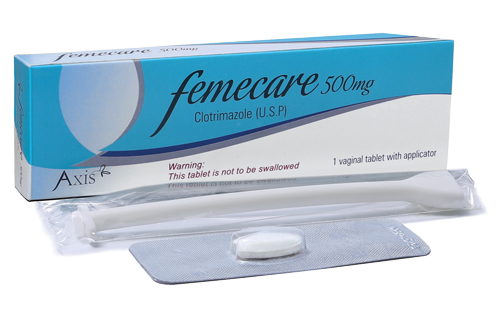 femecare 500mg
Clotrimazole (U.S.P)
Warning:
This tablet is not to be swallowed
1 vaginal tablet with applicator
Axis